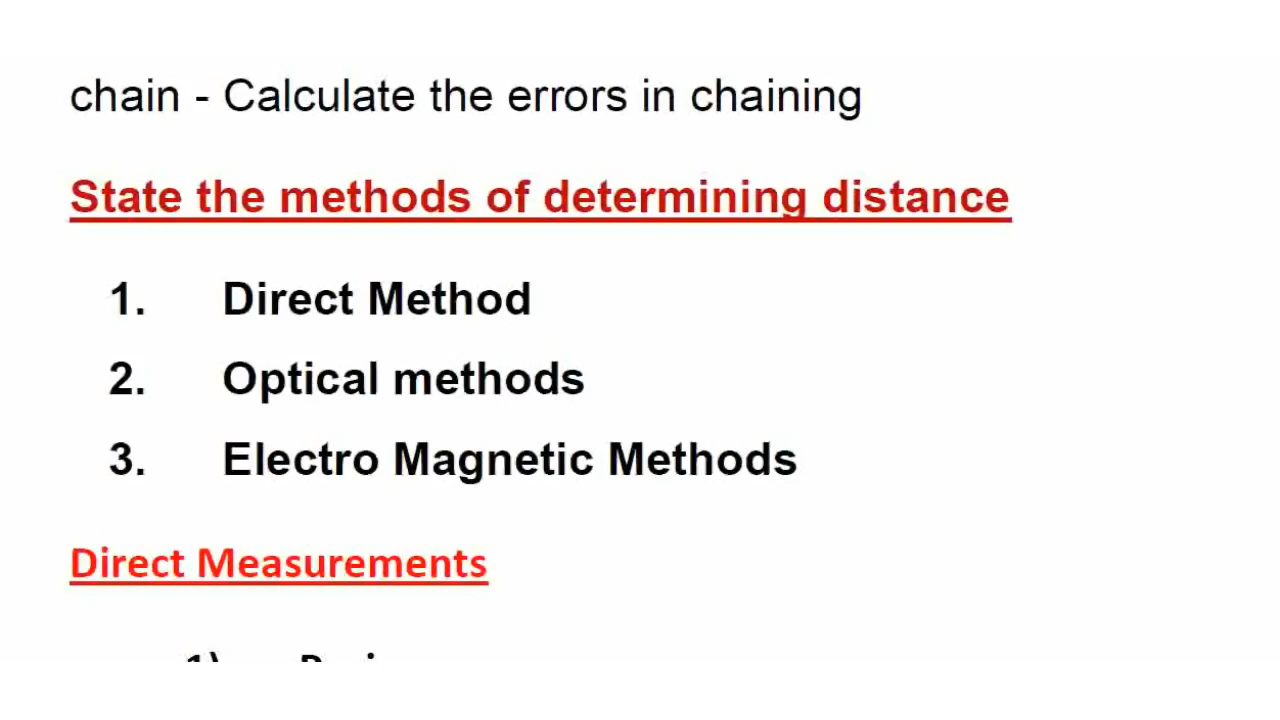 chain - Calculate the errors in chaining
State the methods of determining distance
1. Direct Method
2. Optical methods
3. Electro Magnetic Methods
Direct Measurements
1)